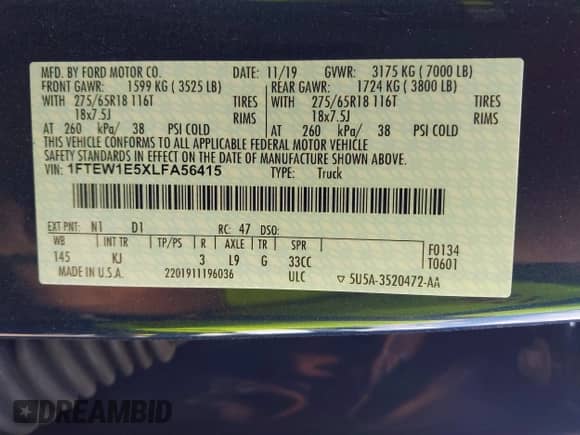 MFD. BY FORD MOTOR CO. DATE: 11/19 GVWR: 3175 KG ( 7000 LB)
FRONT GAWR: 1599 KG ( 3525 LB) REAR GAWR: 1724 KG ( 3800 LB)
WITH 275/65R18 116T TIRES WITH 275/65R18 116T TIRES
18x7.5J RIMS 18x7.5J RIMS
AT 260 kPa/ 38 PSI COLD AT 260 kPa/ 38 PSI COLD
THIS VEHICLE CONFORMS TO ALL APPLICABLE FEDERAL MOTOR VEHICLE
SAFETY STANDARDS IN EFFECT ON THE DATE OF MANUFACTURE SHOWN ABOVE.
VIN: 1FTEW1E5XLFA56415 TYPE: Truck
EXT PNT: N1 D1 RC: 47 DSO:
WB INT TR TP/PS R AXLE TR SPR F0134
145 KJ 3 L9 G 33CC T0601
MADE IN U.S.A. 2201911196036 ULC ▽ 5U5A-3520472-AA
DREAMBID